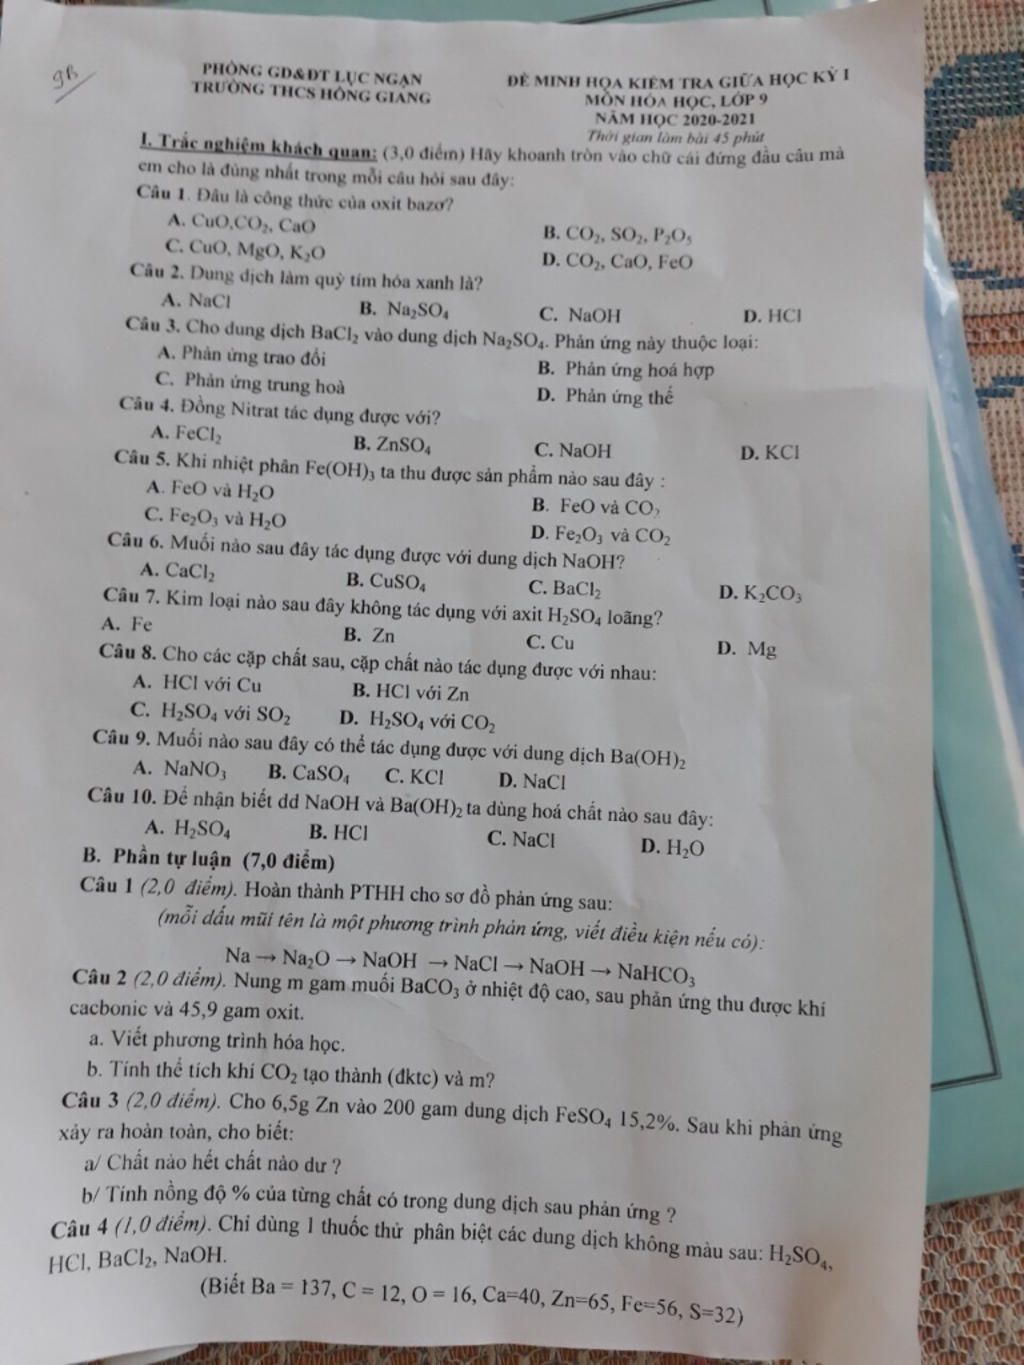 9B
PHÒNG GD&ĐT LỤC NGẠN
TRƯỜNG THCS HỒNG GIANG
ĐỀ MINH HỌA KIỂM TRA GIỮA HỌC KỲ I
MÔN HÓA HỌC, LỚP 9
NĂM HỌC 2020-2021
Thời gian làm bài 45 phút
I. Trắc nghiệm khách quan: (3,0 điểm) Hãy khoanh tròn vào chữ cái đứng đầu câu mà
em cho là đúng nhất trong mỗi câu hỏi sau đây:
Câu 1. Đâu là công thức của oxit bazơ?
A. CuO,CO₂, CaO B. CO₂, SO₂, P₂O₅
C. CuO, MgO, K₂O D. CO₂, CaO, FeO
Câu 2. Dung dịch làm quỳ tím hóa xanh là?
A. NaCl B. Na₂SO₄ C. NaOH D. HCl
Câu 3. Cho dung dịch BaCl₂ vào dung dịch Na₂SO₄. Phản ứng này thuộc loại:
A. Phản ứng trao đổi B. Phản ứng hoá hợp
C. Phản ứng trung hoà D. Phản ứng thế
Câu 4. Đồng Nitrat tác dụng được với?
A. FeCl₂ B. ZnSO₄ C. NaOH D. KCl
Câu 5. Khi nhiệt phân Fe(OH)₃ ta thu được sản phẩm nào sau đây :
A. FeO và H₂O B. FeO và CO₂
C. Fe₂O₃ và H₂O D. Fe₂O₃ và CO₂
Câu 6. Muối nào sau đây tác dụng được với dung dịch NaOH?
A. CaCl₂ B. CuSO₄ C. BaCl₂ D. K₂CO₃
Câu 7. Kim loại nào sau đây không tác dụng với axit H₂SO₄ loãng?
A. Fe B. Zn C. Cu D. Mg
Câu 8. Cho các cặp chất sau, cặp chất nào tác dụng được với nhau:
A. HCl với Cu B. HCl với Zn
C. H₂SO₄ với SO₂ D. H₂SO₄ với CO₂
Câu 9. Muối nào sau đây có thể tác dụng được với dung dịch Ba(OH)₂
A. NaNO₃ B. CaSO₄ C. KCl D. NaCl
Câu 10. Để nhận biết dd NaOH và Ba(OH)₂ ta dùng hoá chất nào sau đây:
A. H₂SO₄ B. HCl C. NaCl D. H₂O
B. Phần tự luận (7,0 điểm)
Câu 1 (2,0 điểm). Hoàn thành PTHH cho sơ đồ phản ứng sau:
(mỗi dấu mũi tên là một phương trình phản ứng, viết điều kiện nếu có):
Na → Na₂O → NaOH → NaCl → NaOH → NaHCO₃
Câu 2 (2,0 điểm). Nung m gam muối BaCO₃ ở nhiệt độ cao, sau phản ứng thu được khí
cacbonic và 45,9 gam oxit.
a. Viết phương trình hóa học.
b. Tính thể tích khí CO₂ tạo thành (đktc) và m?
Câu 3 (2,0 điểm). Cho 6,5g Zn vào 200 gam dung dịch FeSO₄ 15,2%. Sau khi phản ứng
xảy ra hoàn toàn, cho biết:
a/ Chất nào hết chất nào dư ?
b/ Tính nồng độ % của từng chất có trong dung dịch sau phản ứng ?
Câu 4 (1,0 điểm). Chỉ dùng 1 thuốc thử phân biệt các dung dịch không màu sau: H₂SO₄,
HCl, BaCl₂, NaOH.
(Biết Ba = 137, C = 12, O = 16, Ca=40, Zn=65, Fe=56, S=32)